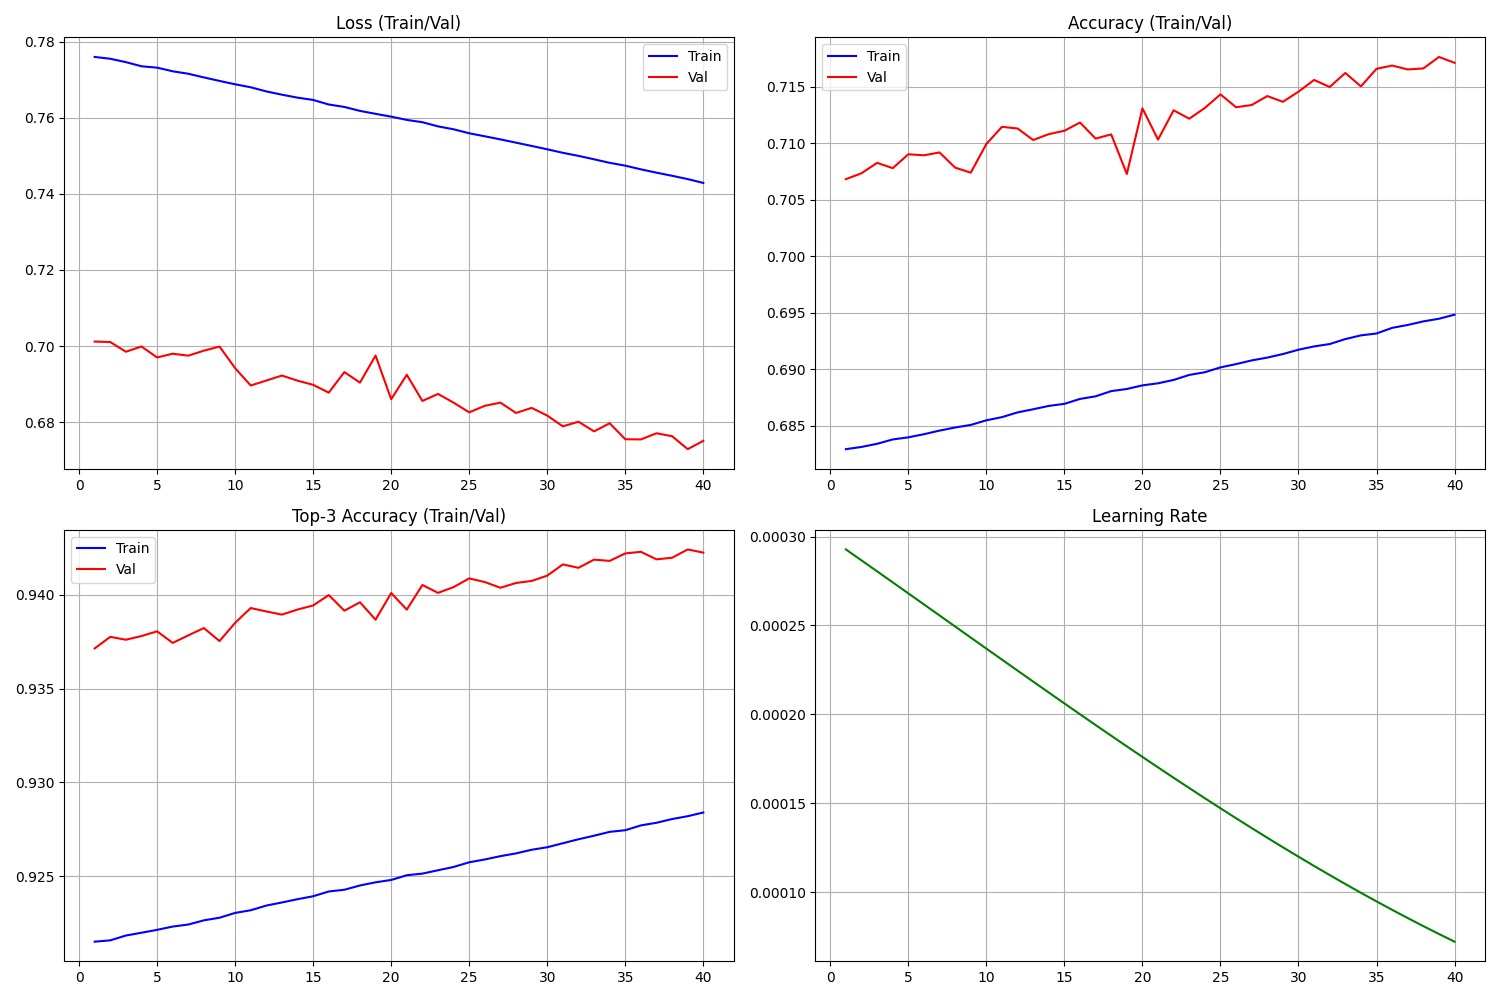 Loss (Train/Val)
0.78
0.76
0.74
0.72
0.70
0.68
Train
Val
0 5 10 15 20 25 30 35 40
Accuracy (Train/Val)
0.715
0.710
0.705
0.700
0.695
0.690
0.685
Train
Val
0 5 10 15 20 25 30 35 40
Top-3 Accuracy (Train/Val)
0.940
0.935
0.930
0.925
Train
Val
0 5 10 15 20 25 30 35 40
Learning Rate
0.00030
0.00025
0.00020
0.00015
0.00010
0 5 10 15 20 25 30 35 40